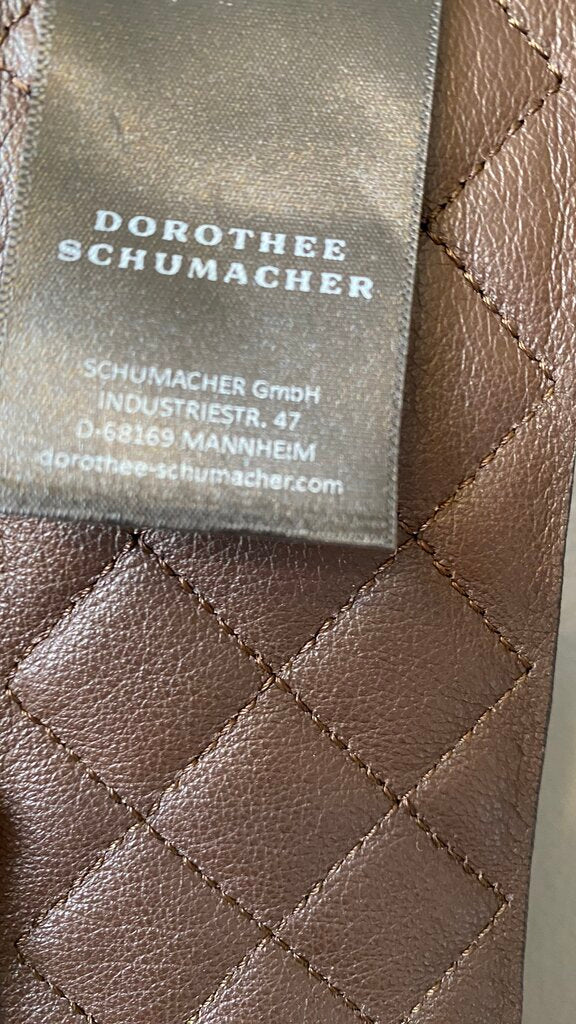 DOROTHEE
SCHUMACHER
SCHUMACHER GmbH
INDUSTRIESTR. 47
D-68169 MANNHEIM
dorothee-schumacher.com